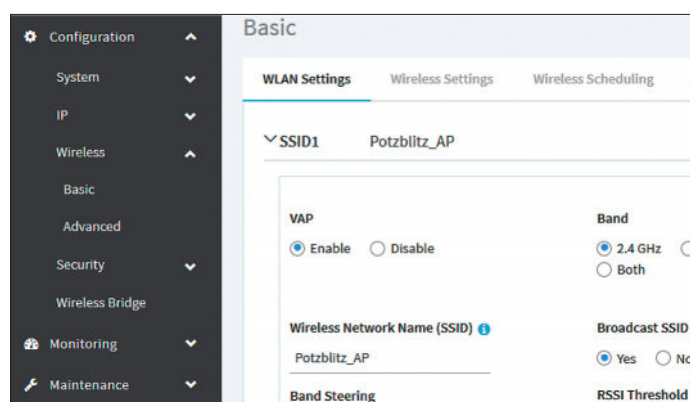 Configuration
System
IP
Wireless
Basic
Advanced
Security
Wireless Bridge
Monitoring
Maintenance
Basic
WLAN Settings Wireless Settings Wireless Scheduling
SSID1 Potzblitz_AP
VAP Band
Enable Disable 2.4 GHz
Both
Wireless Network Name (SSID) Broadcast SSID
Potzblitz_AP Yes No
Band Steering RSSI Threshold